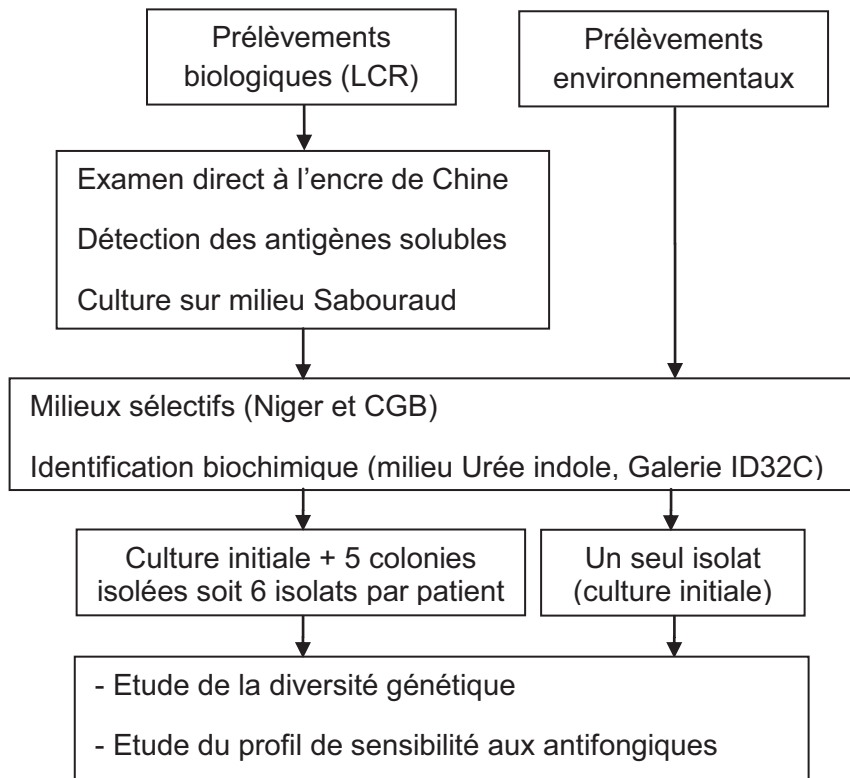 Prélèvements
biologiques (LCR)
Prélèvements
environnementaux
Examen direct à l'encre de Chine
Détection des antigènes solubles
Culture sur milieu Sabouraud
Milieux sélectifs (Niger et CGB)
Identification biochimique (milieu Urée indole, Galerie ID32C)
Culture initiale + 5 colonies
isolées soit 6 isolats par patient
Un seul isolat
(culture initiale)
- Etude de la diversité génétique
- Etude du profil de sensibilité aux antifongiques